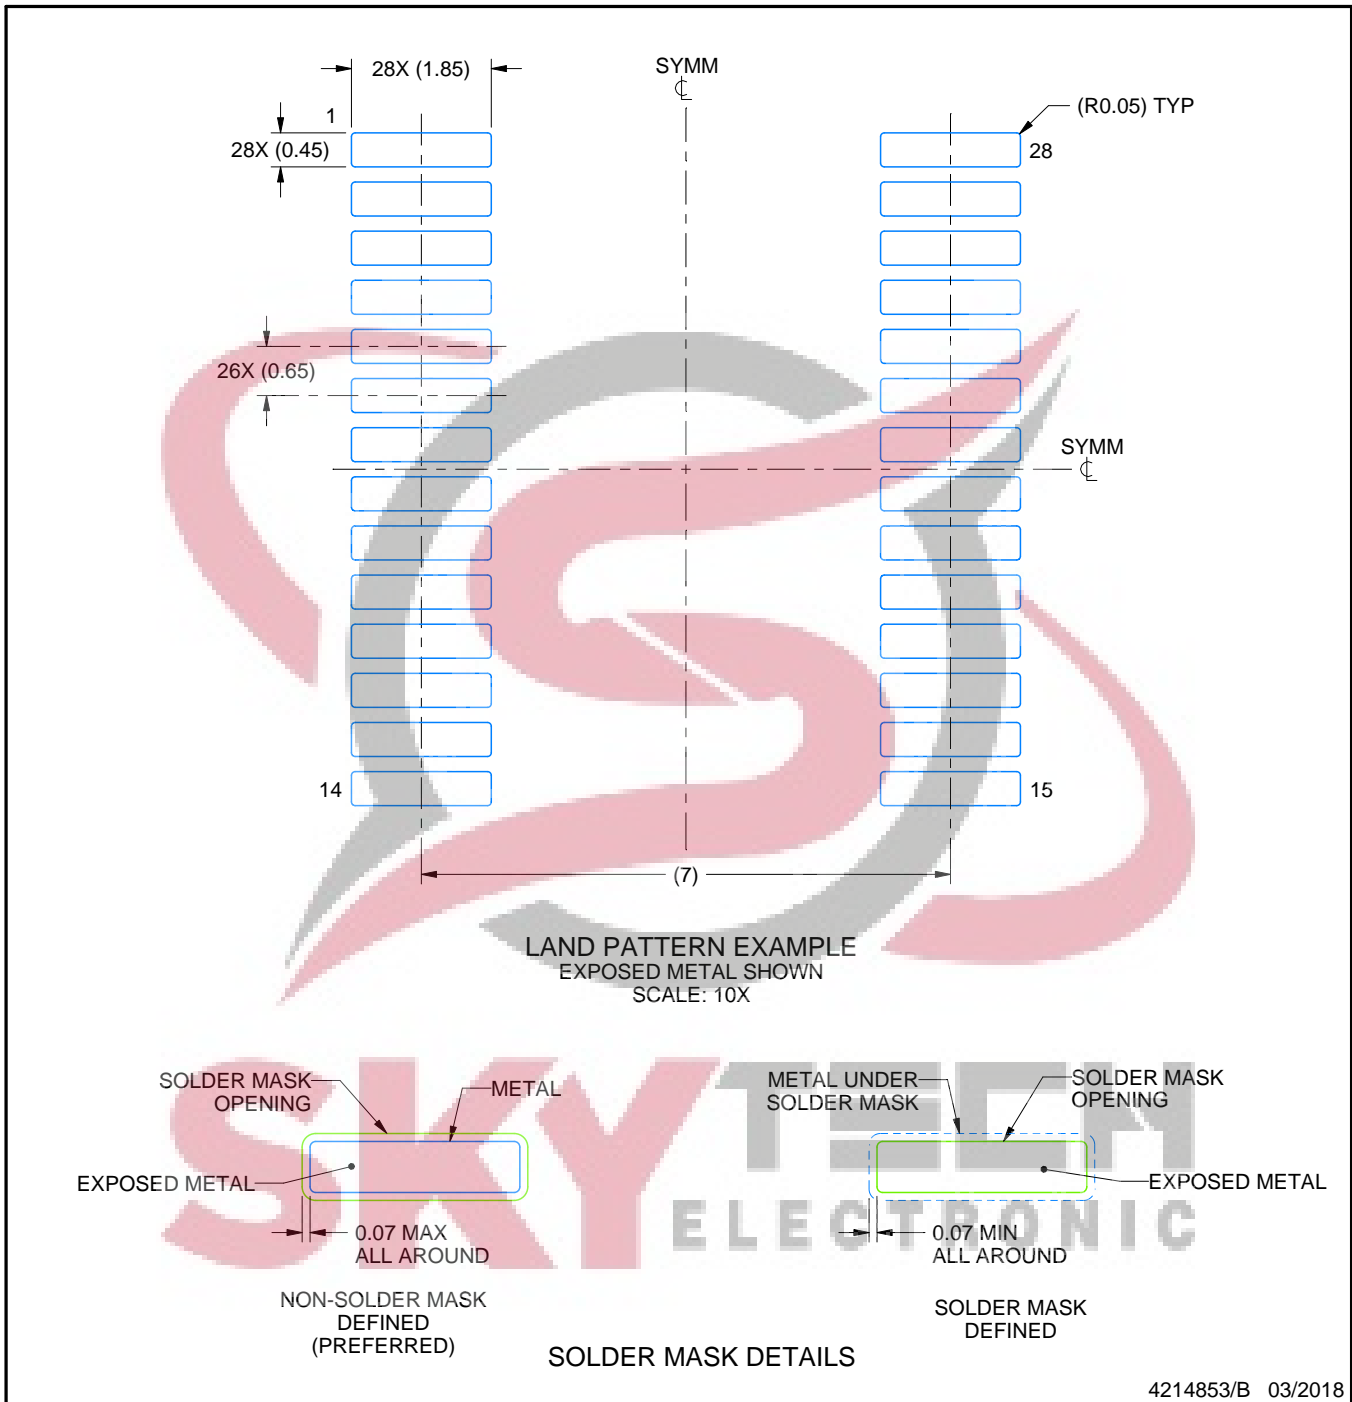 28X (1.85)
SYMM
(R0.05) TYP
1
28X (0.45)
28
26X (0.65)
SYMM
14
15
(7)
LAND PATTERN EXAMPLE
EXPOSED METAL SHOWN
SCALE: 10X
SOLDER MASK
OPENING
METAL
METAL UNDER
SOLDER MASK
SOLDER MASK
OPENING
EXPOSED METAL
EXPOSED METAL
0.07 MAX
ALL AROUND
0.07 MIN
ALL AROUND
NON-SOLDER MASK
DEFINED
(PREFERRED)
SOLDER MASK
DEFINED
SOLDER MASK DETAILS
4214853/B 03/2018
SKY TECH
ELECTRONIC